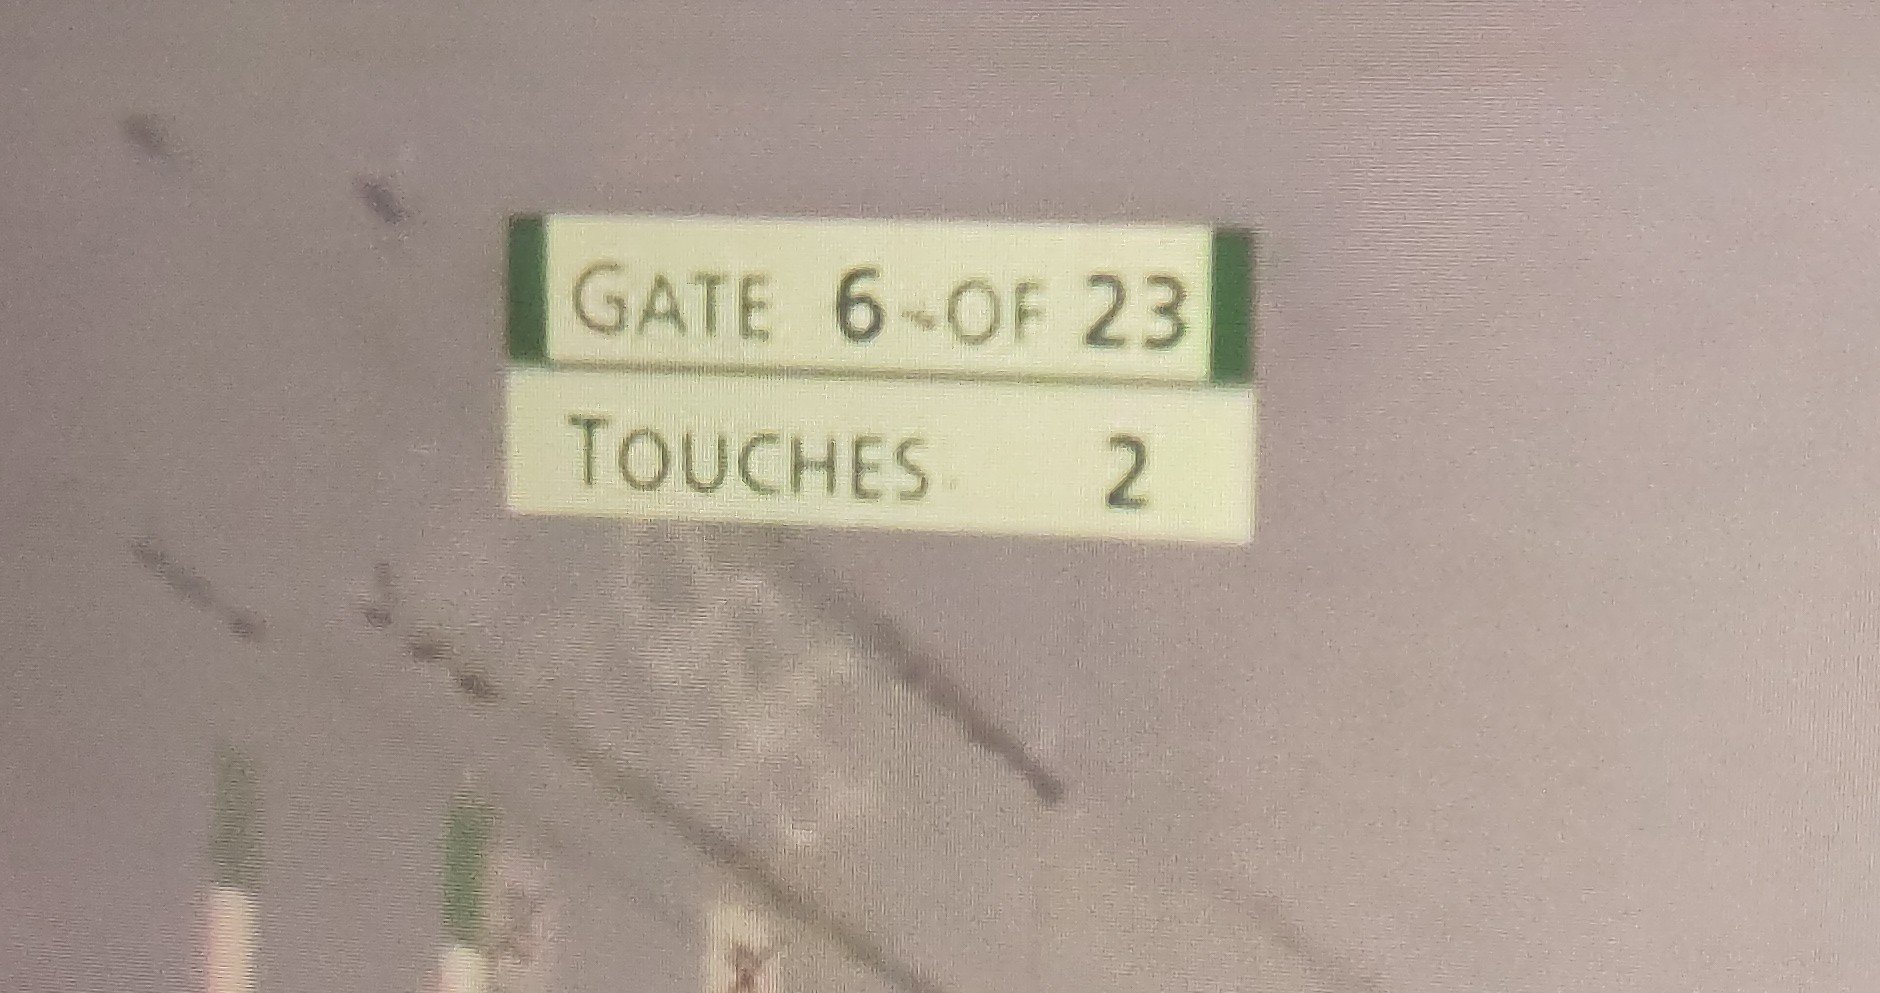 GATE 6 OF 23
TOUCHES 2